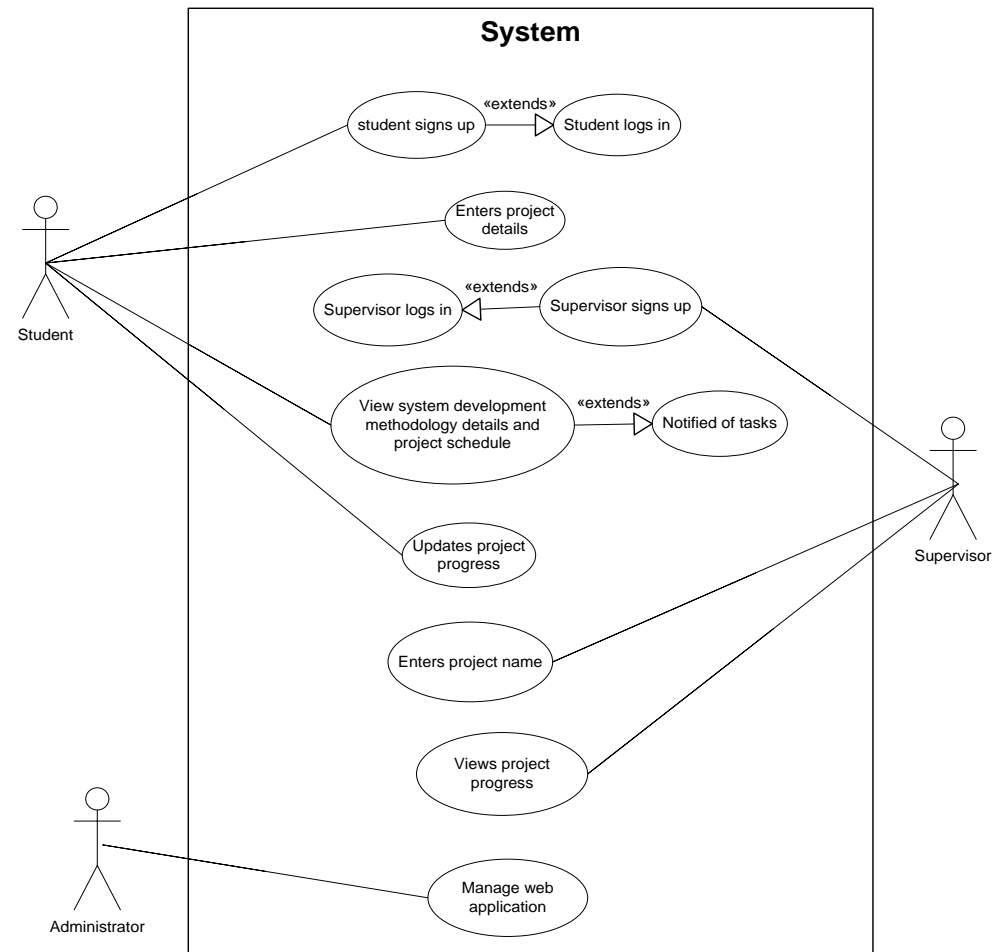 System
«extends»
student signs up
Student logs in
Enters project
details
«extends»
Supervisor logs in
Supervisor signs up
Student
View system development
methodology details and
project schedule
«extends»
Notified of tasks
Updates project
progress
Supervisor
Enters project name
Views project
progress
Manage web
application
Administrator